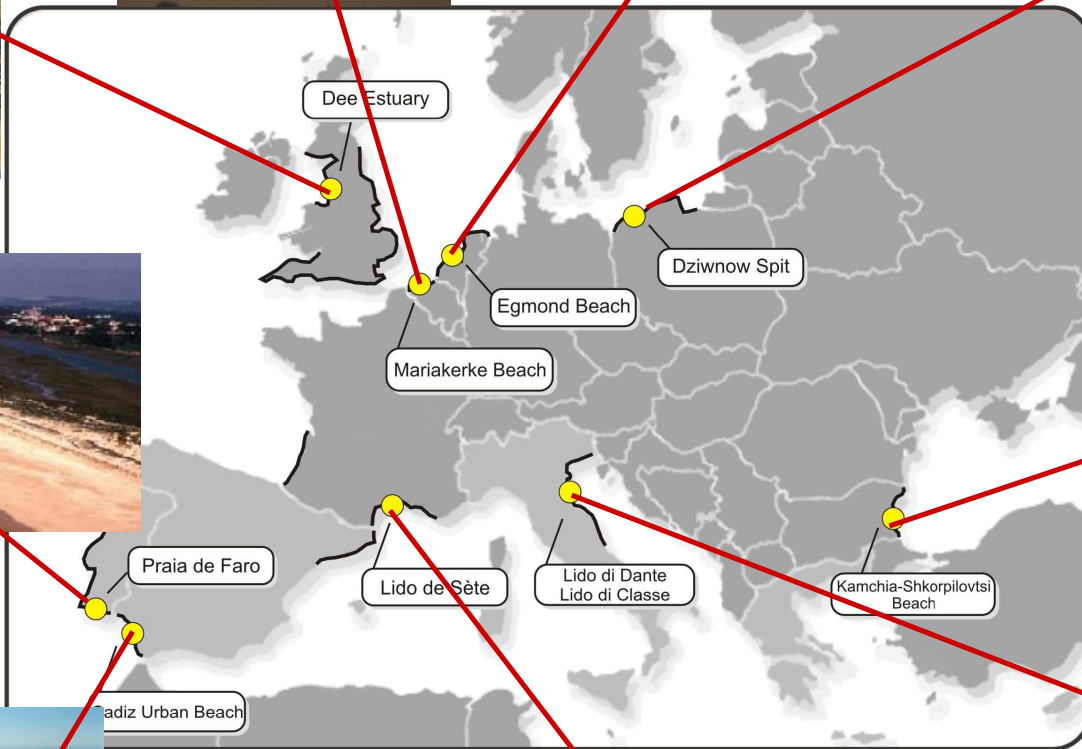 Dee Estuary
Dziwnow Spit
Egmond Beach
Mariakerke Beach
Praia de Faro
Lido de Sète
Lido di Dante
Lido di Classe
Kamchia-Shkorpilovtsi
Beach
adiz Urban Beach